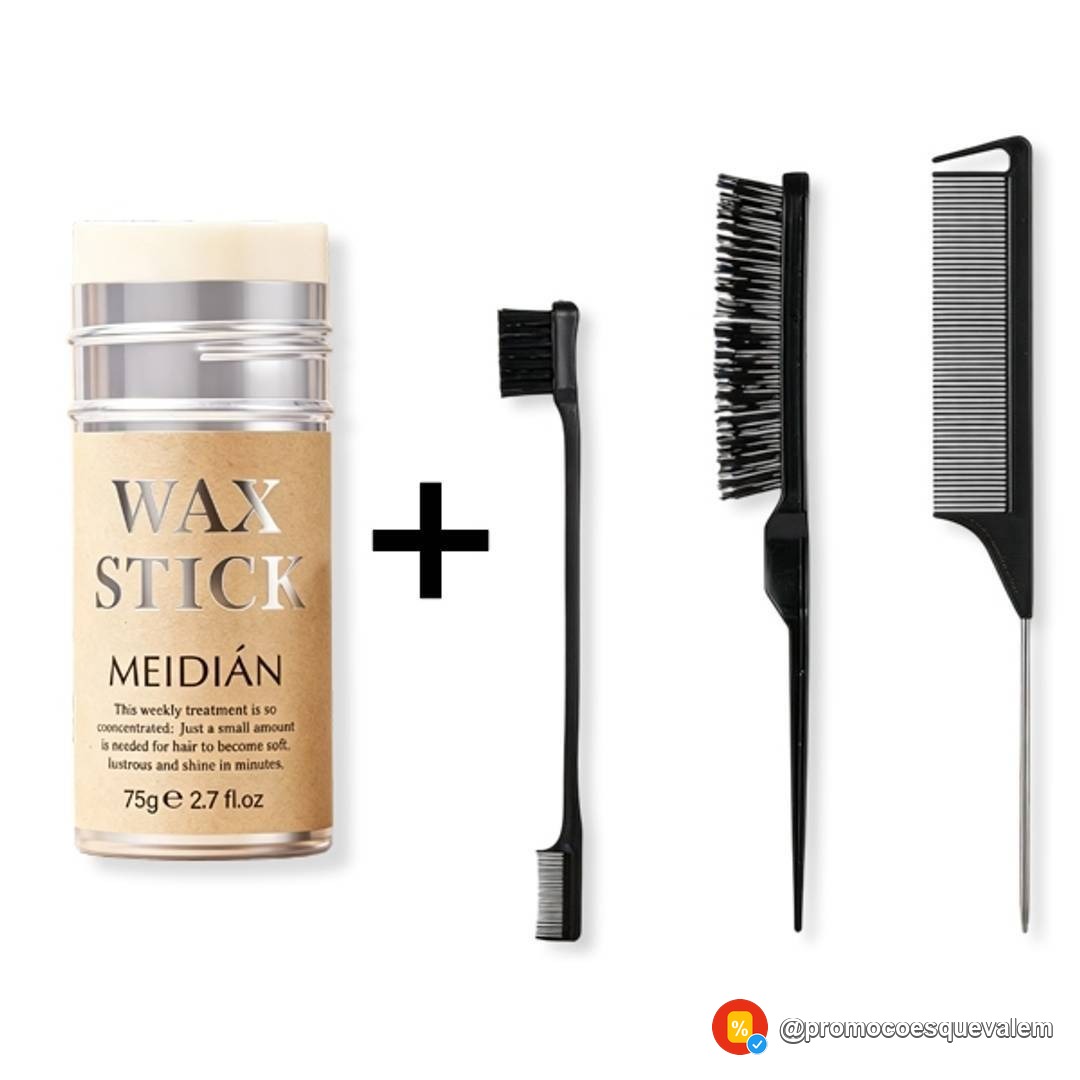 WAX
STICK
MEIDIÁN
This weekly treatment is so
cooncentrated: Just a small amount
is needed for hair to become soft,
lustrous and shine in minutes,
75g℮ 2.7 fl.oz
%
@promocoesquevalem